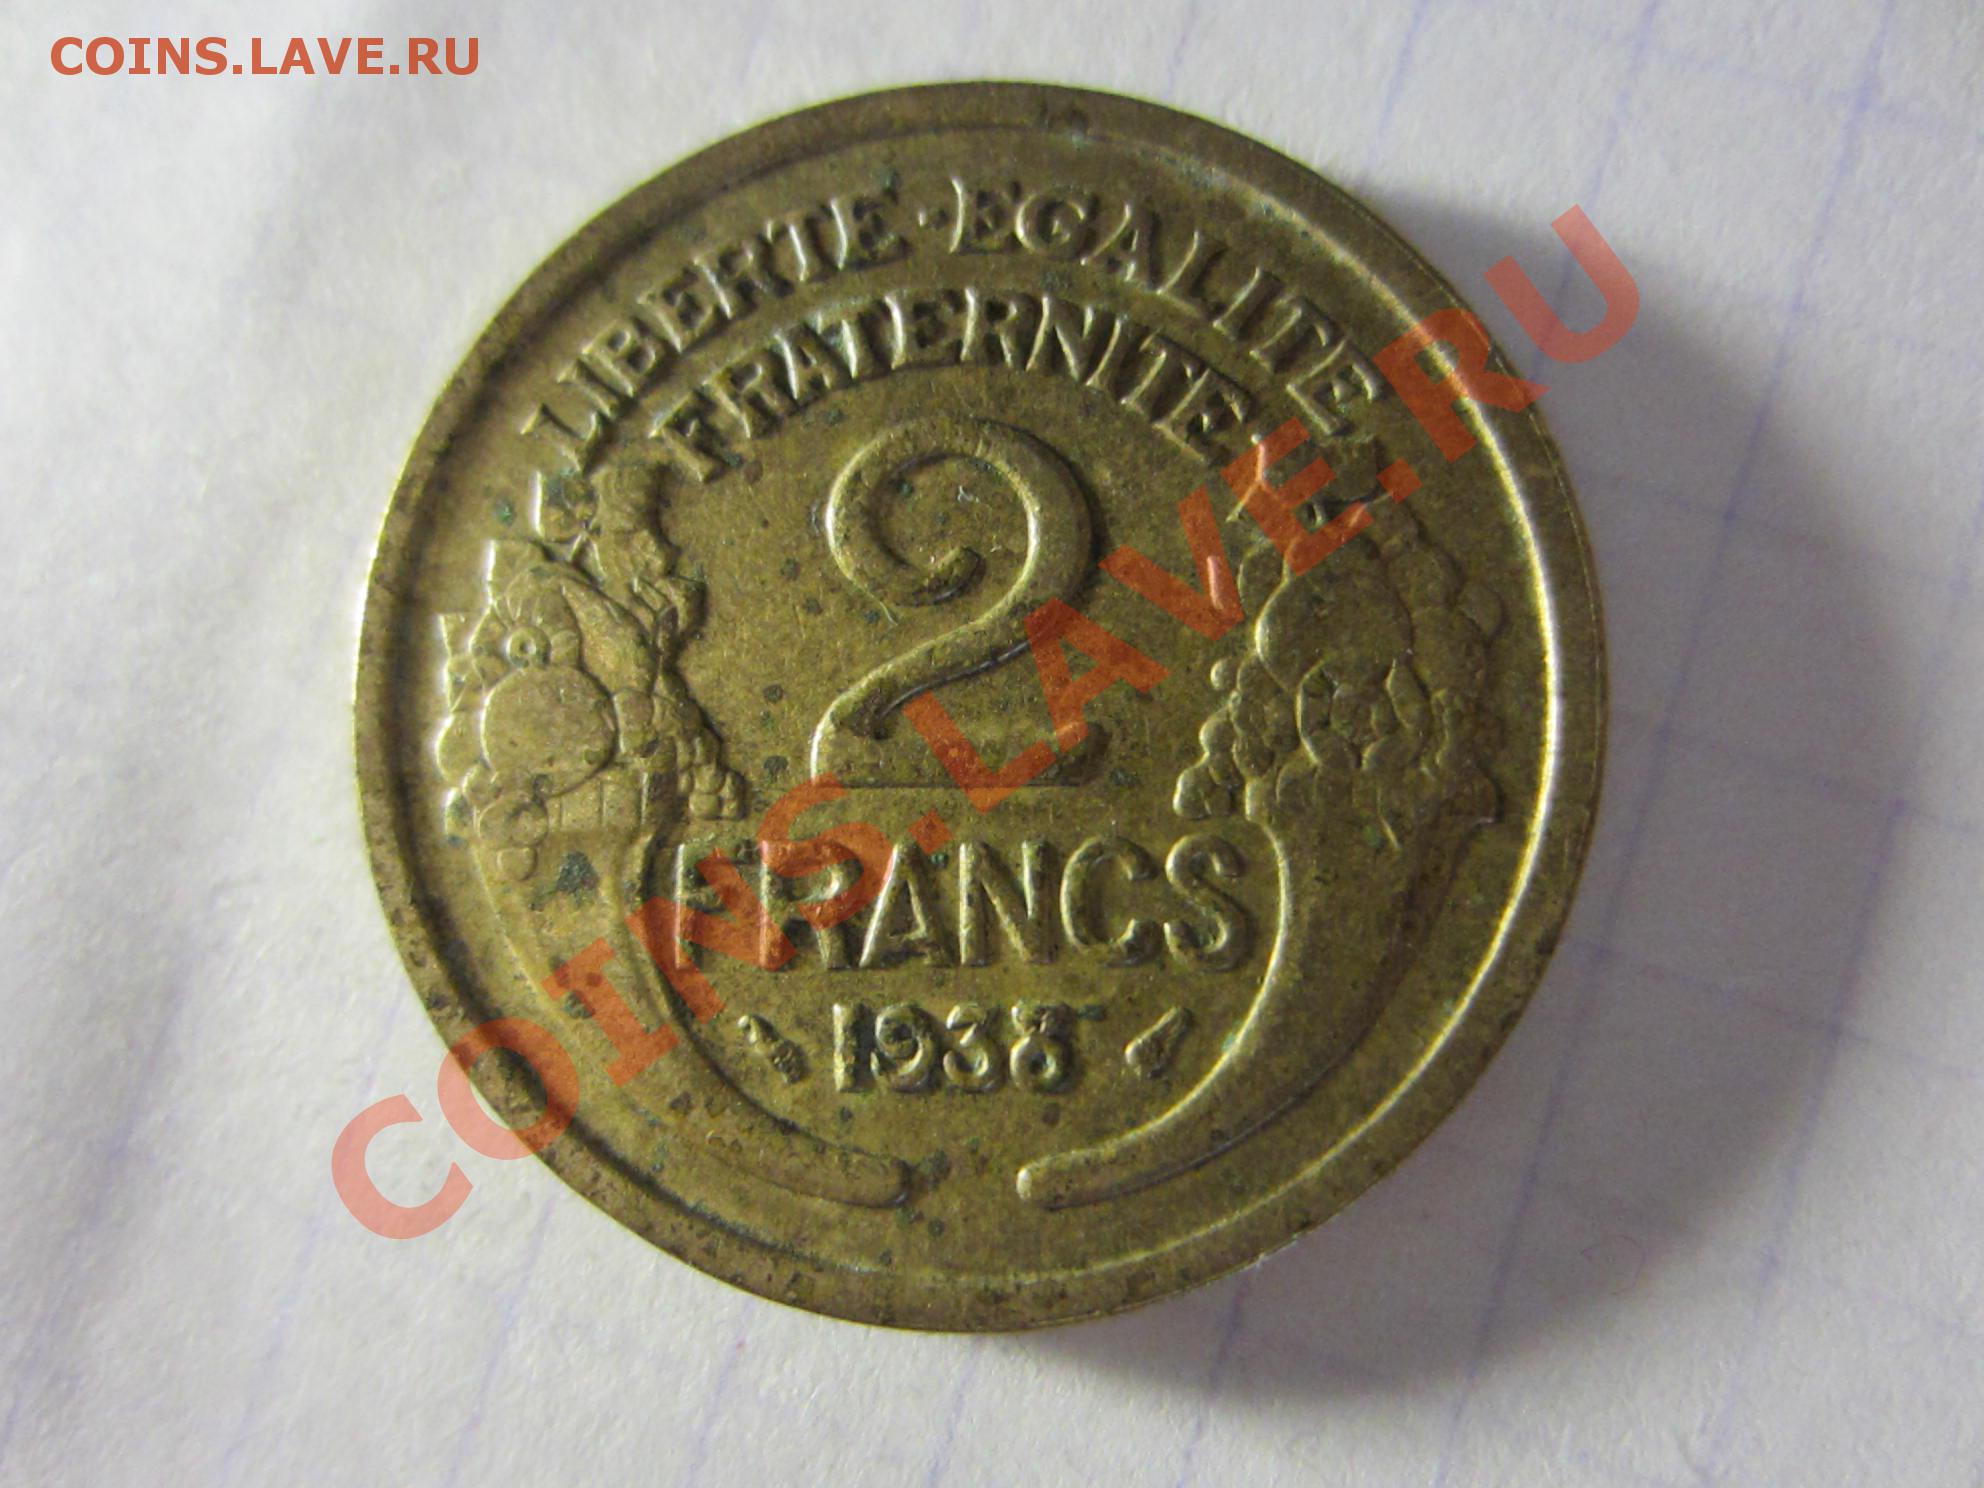 COINS.LAVE.RU
LIBERTE·EGALITE
FRATERNITE
2
FRANCS
1938
COINS.LAVE.RU